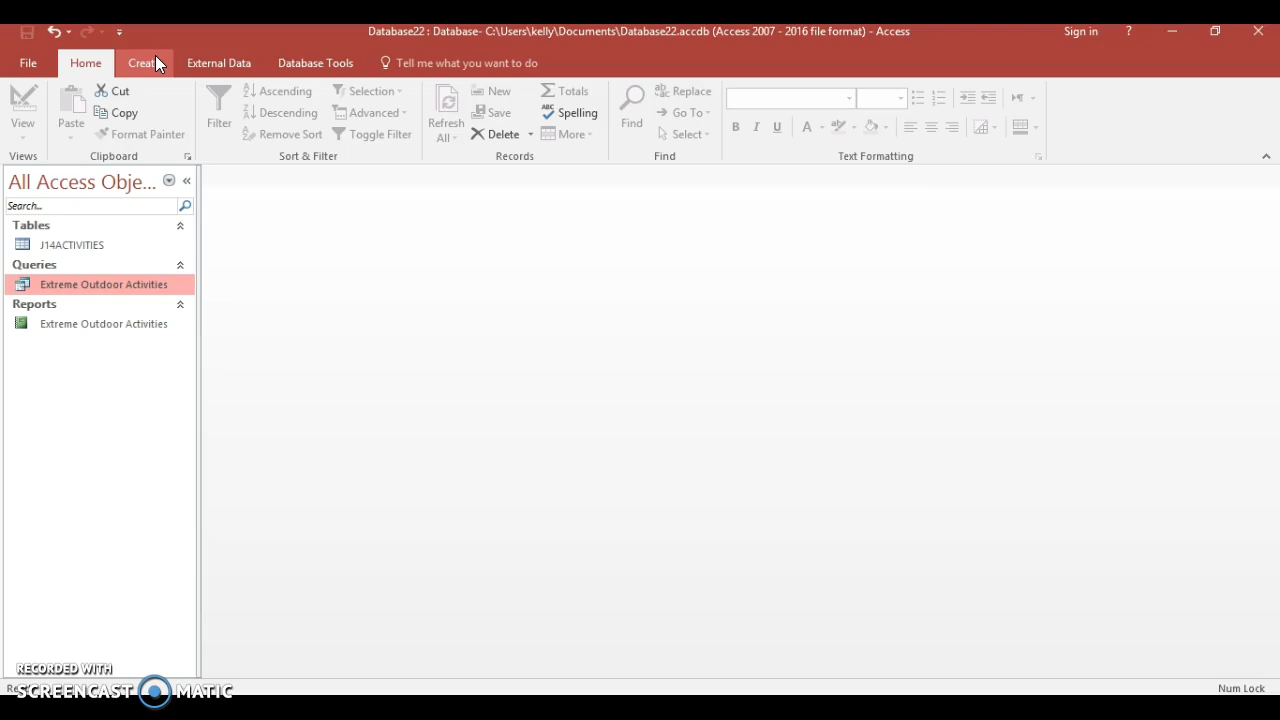 Database22 : Database- C:\Users\kelly\Documents\Database22.accdb (Access 2007 - 2016 file format) - Access
Sign in
?
File
Home
Create
External Data
Database Tools
Tell me what you want to do
View
Views
Paste
Cut
Copy
Format Painter
Clipboard
Filter
Ascending
Descending
Remove Sort
Selection
Advanced
Toggle Filter
Sort & Filter
Refresh
All
New
Save
Delete
Totals
Spelling
More
Records
Find
Replace
Go To
Select
Find
B I U A
Text Formatting
All Access Obje...
Search...
Tables
J14ACTIVITIES
Queries
Extreme Outdoor Activities
Reports
Extreme Outdoor Activities
RECORDED WITH
SCREENCAST MATIC
Num Lock